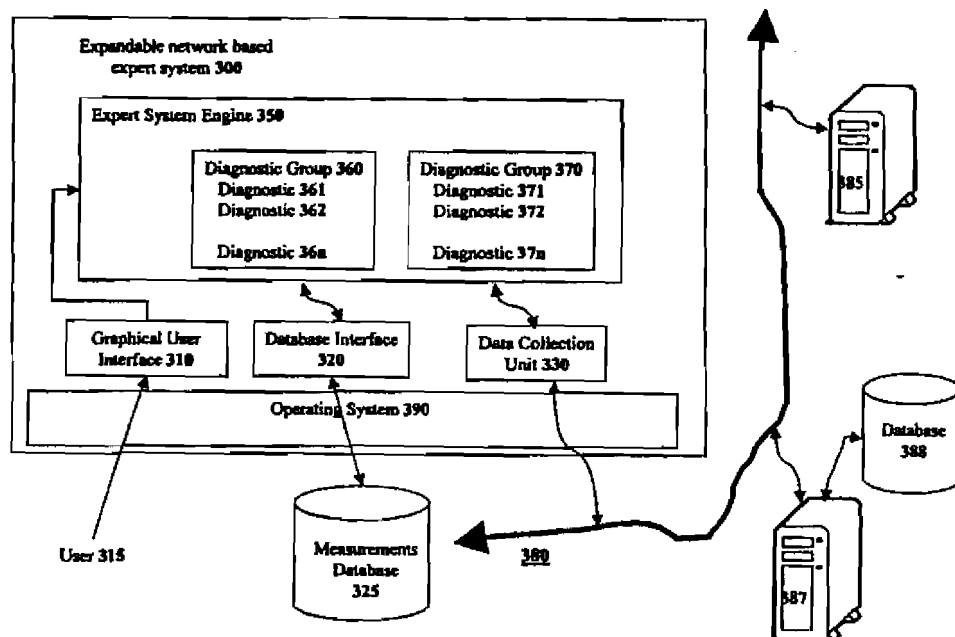 Expandable network based
expert system 300
Expert System Engine 350
Diagnostic Group 360
Diagnostic 361
Diagnostic 362
Diagnostic 36n
Diagnostic Group 370
Diagnostic 371
Diagnostic 372
Diagnostic 37n
385
Graphical User
Interface 310
Database Interface
320
Data Collection
Unit 330
Operating System 390
Database
388
User 315
Measurements
Database
325
380
387